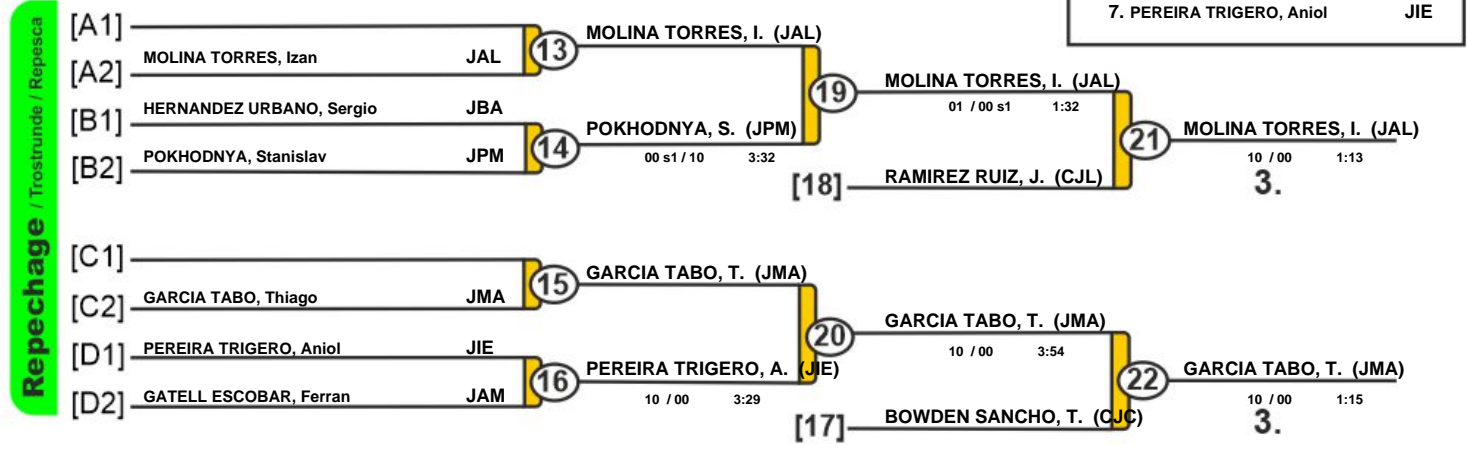 7. PEREIRA TRIGERO, Aniol JIE
Repechage / Trostrunde / Repesca
[A1]
MOLINA TORRES, Izan JAL
[A2]
13
MOLINA TORRES, I. (JAL)
HERNANDEZ URBANO, Sergio JBA
[B1]
POKHODNYA, Stanislav JPM
[B2]
14
POKHODNYA, S. (JPM)
00 s1 / 10 3:32
19
MOLINA TORRES, I. (JAL)
01 / 00 s1 1:32
[18]
RAMIREZ RUIZ, J. (CJL)
21
MOLINA TORRES, I. (JAL)
10 / 00 1:13
3.
[C1]
GARCIA TABO, Thiago JMA
[C2]
15
GARCIA TABO, T. (JMA)
PEREIRA TRIGERO, Aniol JIE
[D1]
GATELL ESCOBAR, Ferran JAM
[D2]
16
PEREIRA TRIGERO, A. (JIE)
10 / 00 3:29
20
GARCIA TABO, T. (JMA)
10 / 00 3:54
[17]
BOWDEN SANCHO, T. (CJC)
22
GARCIA TABO, T. (JMA)
10 / 00 1:15
3.